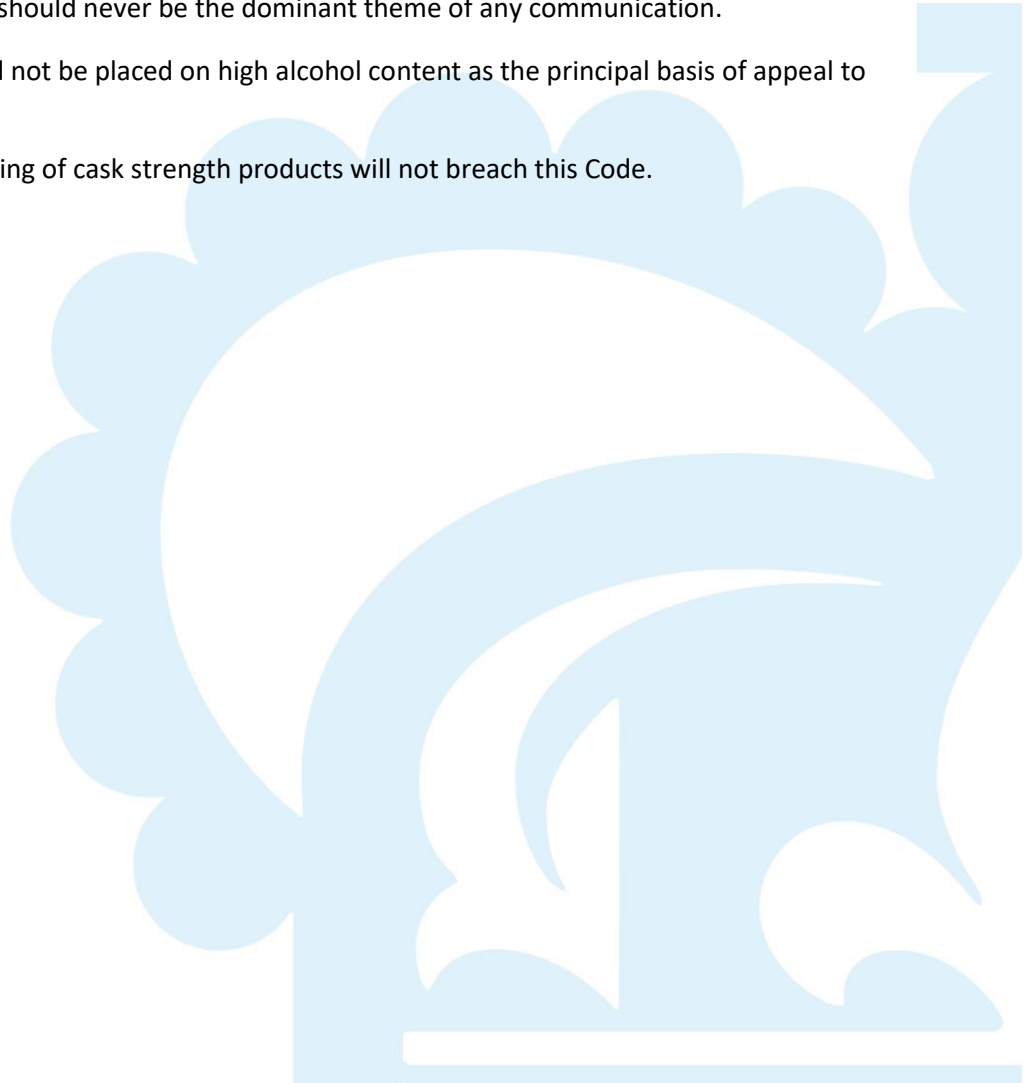 should never be the dominant theme of any communication.
not be placed on high alcohol content as the principal basis of appeal to
ing of cask strength products will not breach this Code.